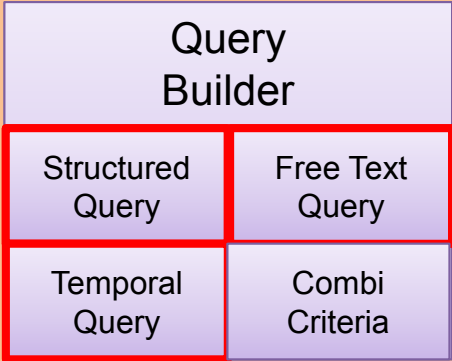 Query
Builder
Structured
Query
Free Text
Query
Temporal
Query
Combi
Criteria